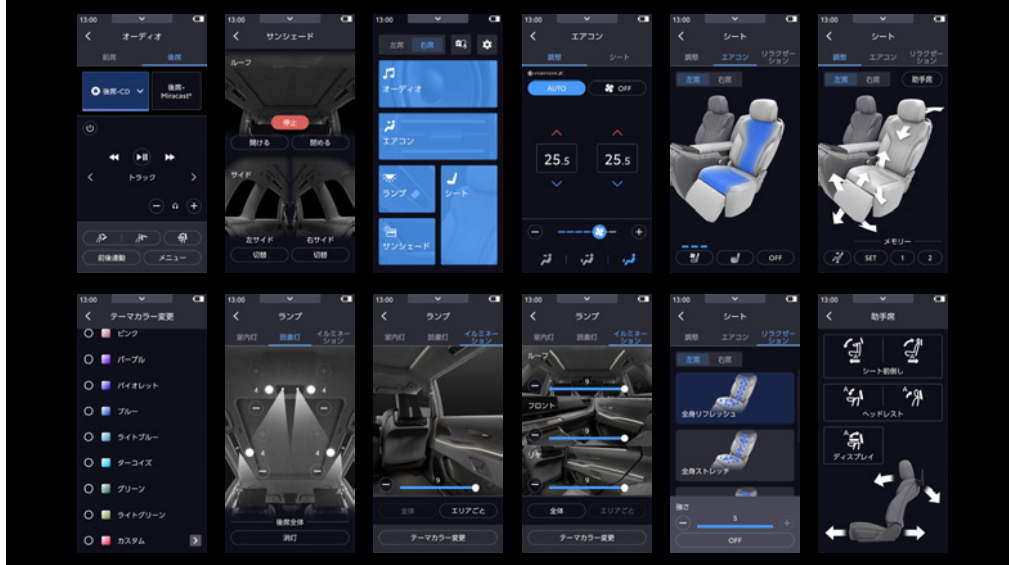 13:00
オーディオ
前席
後席
後席-CD
後席-
Miracast®
トラック
前後連動
メニュー
13:00
サンシェード
ルーフ
停止
開ける
閉める
サイド
左サイド
右サイド
切替
切替
13:00
左席
右席
オーディオ
エアコン
ランプ
シート
サンシェード
13:00
エアコン
調整
シート
AUTO
OFF
25.5
25.5
13:00
シート
調整
エアコン
リラクゼー
ション
左席
右席
OFF
13:00
シート
調整
エアコン
リラクゼー
ション
左席
右席
助手席
メモリー
SET
1
2
13:00
テーマカラー変更
ピンク
パープル
バイオレット
ブルー
ライトブルー
ターコイズ
グリーン
ライトグリーン
カスタム
13:00
ランプ
室内灯
読書灯
イルミネー
ション
4
4
4
4
後席全体
消灯
13:00
ランプ
室内灯
読書灯
イルミネー
ション
9
全体
エリアごと
テーマカラー変更
13:00
ランプ
室内灯
読書灯
イルミネー
ション
ルーフ
9
フロント
9
リヤ
9
全体
エリアごと
テーマカラー変更
13:00
シート
調整
エアコン
リラクゼー
ション
左席
右席
全身リフレッシュ
全身ストレッチ
強さ
5
OFF
13:00
助手席
シート前倒し
A
A
ヘッドレスト
A
ディスプレイ